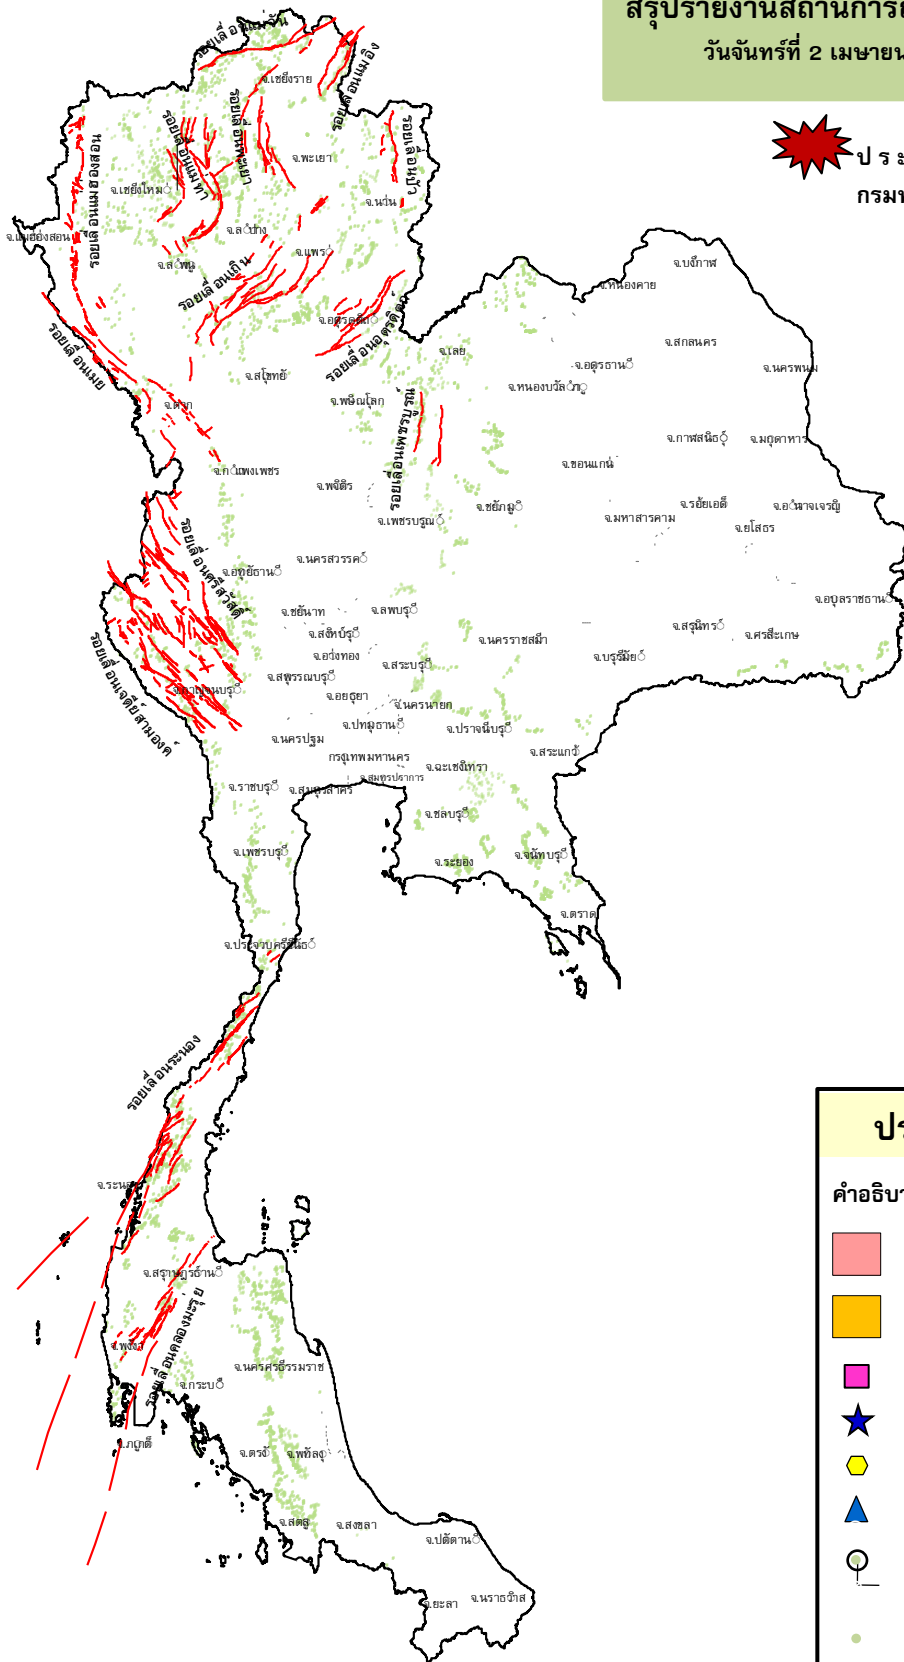 สรุปรายงานสถานการณ์
วันจันทร์ที่ 2 เมษายน
ป ร ะ
กรมท
รอยเลื่อนแม่จัน
รอยเลื่อนแม่อิง
จ.เชียงราย
รอยเลื่อนแม่ฮ่องสอน
รอยเลื่อนแม่ทา
รอยเลื่อนพะเยา
รอยเลื่อนปัว
จ.พะเยา
จ.เชียงใหม่
จ.น่าน
จ.แม่ฮ่องสอน
จ.ลำปาง
จ.แพร่
จ.ลำพูน
รอยเลื่อนเถิน
จ.บึงกาฬ
จ.หนองคาย
จ.อุตรดิตถ์
รอยเลื่อนอุตรดิตถ์
รอยเลื่อนเมย
จ.สกลนคร
จ.เลย
จ.อุดรธานี
จ.นครพนม
จ.สุโขทัย
จ.หนองบัวลำภู
จ.พิษณุโลก
จ.ตาก
รอยเลื่อนเพชรบูรณ์
จ.กาฬสินธุ์
จ.มุกดาหาร
จ.กำแพงเพชร
จ.ขอนแก่น
จ.พิจิตร
จ.เพชรบูรณ์
จ.ชัยภูมิ
จ.มหาสารคาม
จ.ร้อยเอ็ด
จ.อำนาจเจริญ
จ.ยโสธร
รอยเลื่อนศรีสวัสดิ์
จ.นครสวรรค์
จ.อุทัยธานี
จ.อุบลราชธานี
จ.ชัยนาท
จ.ลพบุรี
จ.สิงห์บุรี
จ.นครราชสีมา
จ.สุรินทร์
จ.ศรีสะเกษ
จ.อ่างทอง
จ.สระบุรี
จ.บุรีรัมย์
จ.สุพรรณบุรี
รอยเลื่อนเจดีย์สามองค์
จ.กาญจนบุรี
จ.อยุธยา
จ.นครนายก
จ.ปทุมธานี
จ.ปราจีนบุรี
จ.นครปฐม
จ.สระแก้ว
กรุงเทพมหานคร
จ.ฉะเชิงเทรา
จ.สมุทรปราการ
จ.ราชบุรี
จ.สมุทรสาคร
จ.ชลบุรี
จ.เพชรบุรี
จ.ระยอง
จ.จันทบุรี
จ.ตราด
จ.ประจวบคีรีขันธ์
รอยเลื่อนระนอง
จ.ระนอง
จ.สุราษฎร์ธานี
รอยเลื่อนคลองมะรุ่ย
จ.พังงา
จ.นครศรีธรรมราช
จ.กระบี่
จ.ภูเก็ต
จ.ตรัง
จ.พัทลุง
จ.สตูล
จ.สงขลา
จ.ปัตตานี
จ.ยะลา
จ.นราธิวาส
ปร
คำอธิบา